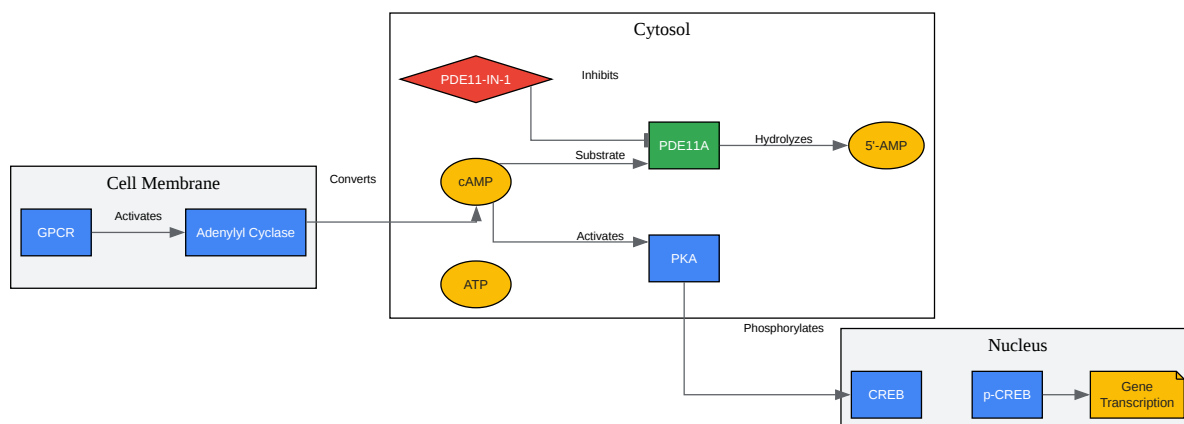 Cytosol
PDE11-IN-1
Inhibits
PDE11A
Hydrolyzes
5'-AMP
Substrate
cAMP
Cell Membrane
Converts
GPCR
Activates
Adenylyl Cyclase
Activates
PKA
ATP
Phosphorylates
Nucleus
CREB
p-CREB
Gene
Transcription